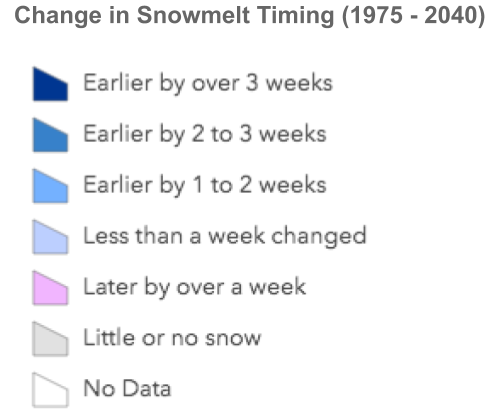 Change in Snowmelt Timing (1975 - 2040)
Earlier by over 3 weeks
Earlier by 2 to 3 weeks
Earlier by 1 to 2 weeks
Less than a week changed
Later by over a week
Little or no snow
No Data